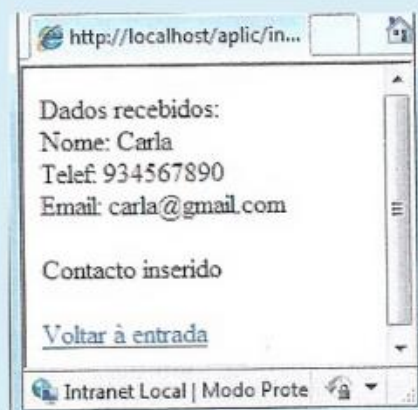 http://localhost/aplic/in...
Dados recebidos:
Nome: Carla
Telef: 934567890
Email: carla@gmail.com
Contacto inserido
Voltar à entrada
Intranet Local | Modo Prote